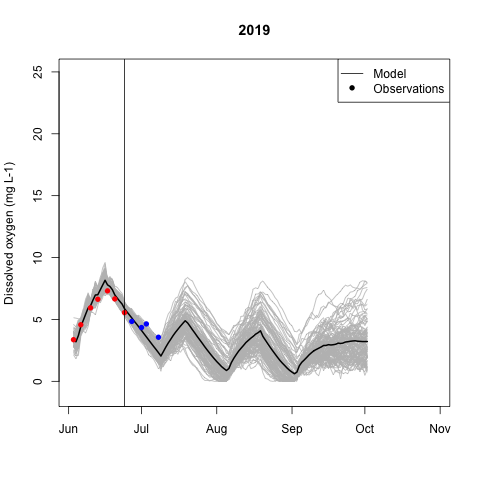 2019
Model
Observations
Dissolved oxygen (mg L-1)
25
20
15
10
5
0
Jun Jul Aug Sep Oct Nov